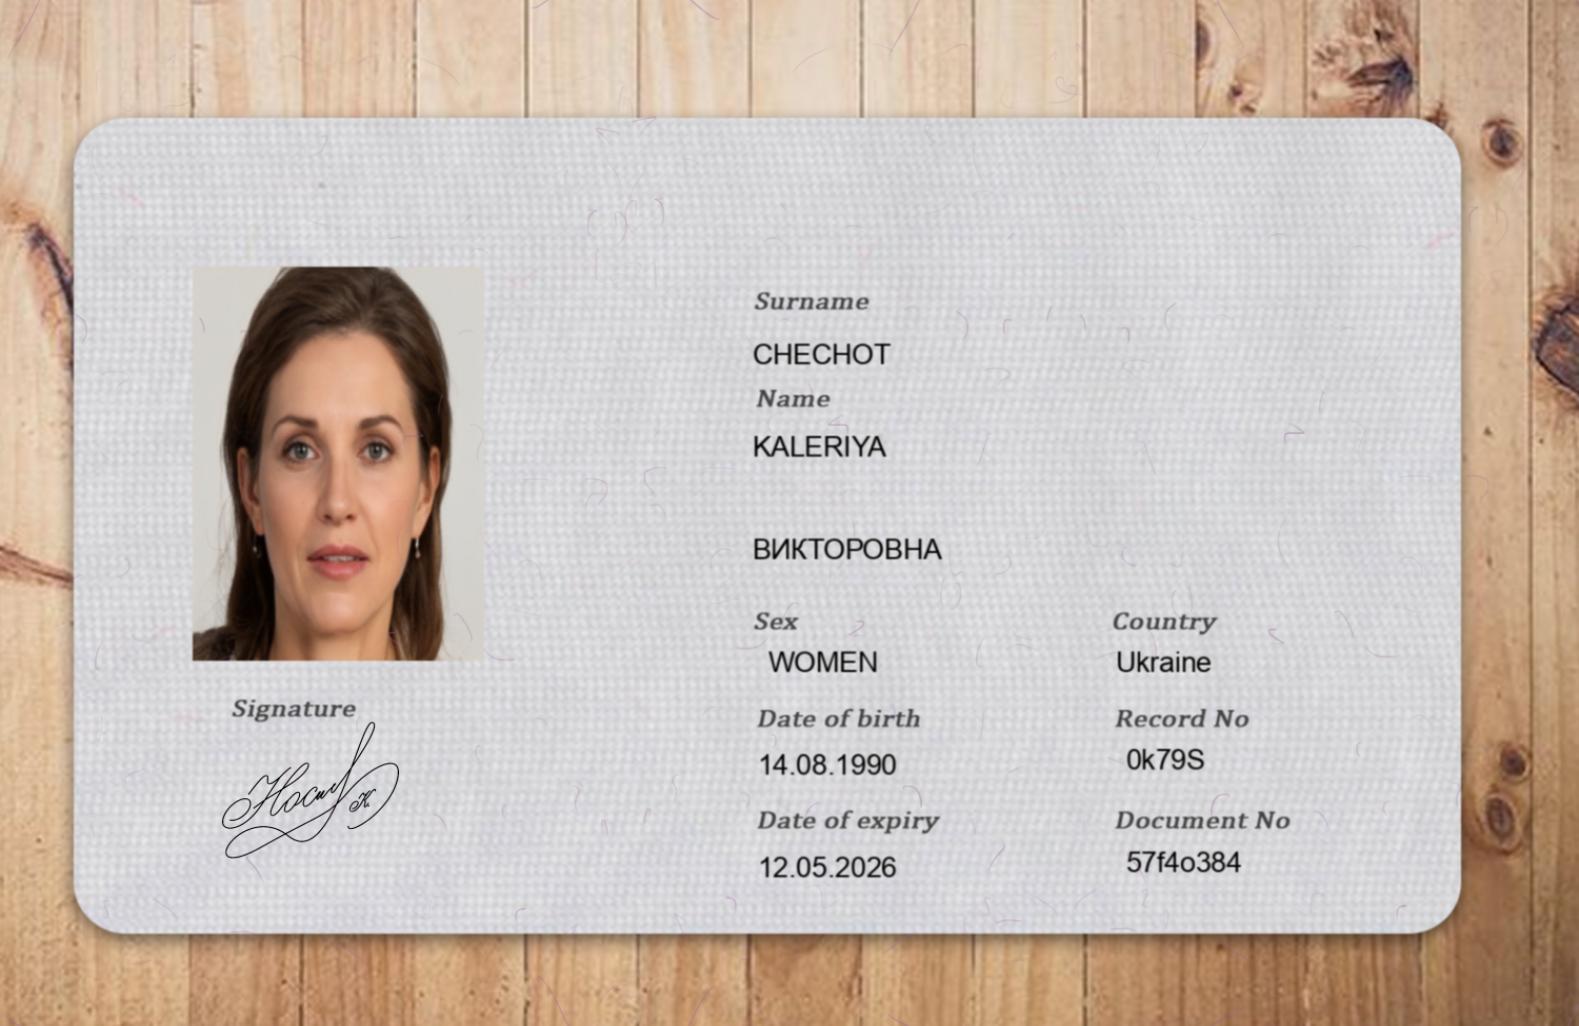 Surname
CHECHOT
Name
KALERIYA
ВИКТОРОВНА
Sex
WOMEN
Country
Ukraine
Date of birth
14.08.1990
Record No
0k79S
Date of expiry
12.05.2026
Document No
57f4o384
Signature